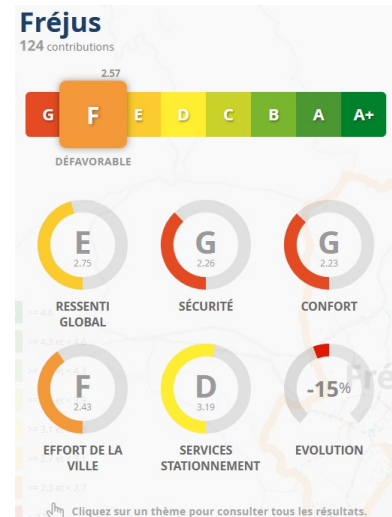 Fréjus
124 contributions
2.57
G F E D C B A A+
DÉFAVORABLE
E G G
2.75 2.26 2.23
RESSENTI GLOBAL SÉCURITÉ CONFORT
F D -15%
2.43 3.19
EFFORT DE LA VILLE SERVICES STATIONNEMENT EVOLUTION
Cliquez sur un thème pour consulter tous les résultats.